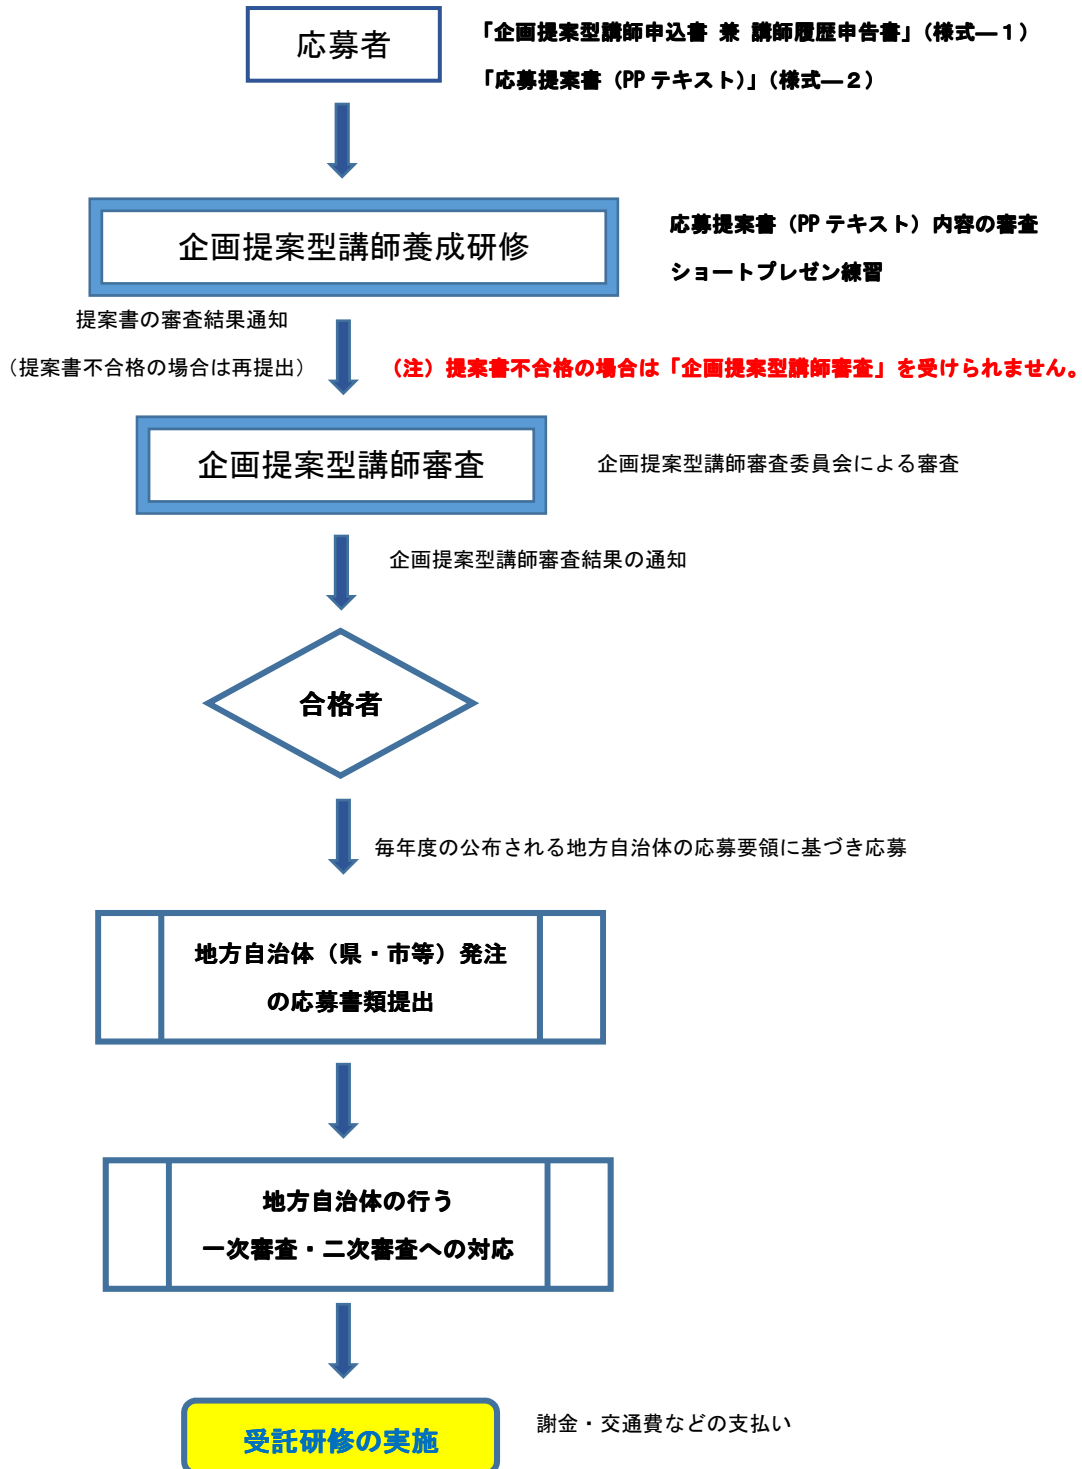 応募者
「企画提案型講師申込書 兼 講師履歴申告書」（様式―１）
「応募提案書（PP テキスト）」（様式―２）
企画提案型講師養成研修
応募提案書（PP テキスト）内容の審査
ショートプレゼン練習
提案書の審査結果通知
（提案書不合格の場合は再提出）
（注）提案書不合格の場合は「企画提案型講師審査」を受けられません。
企画提案型講師審査
企画提案型講師審査委員会による審査
企画提案型講師審査結果の通知
合格者
毎年度の公布される地方自治体の応募要領に基づき応募
地方自治体（県・市等）発注
の応募書類提出
地方自治体の行う
一次審査・二次審査への対応
受託研修の実施
謝金・交通費などの支払い